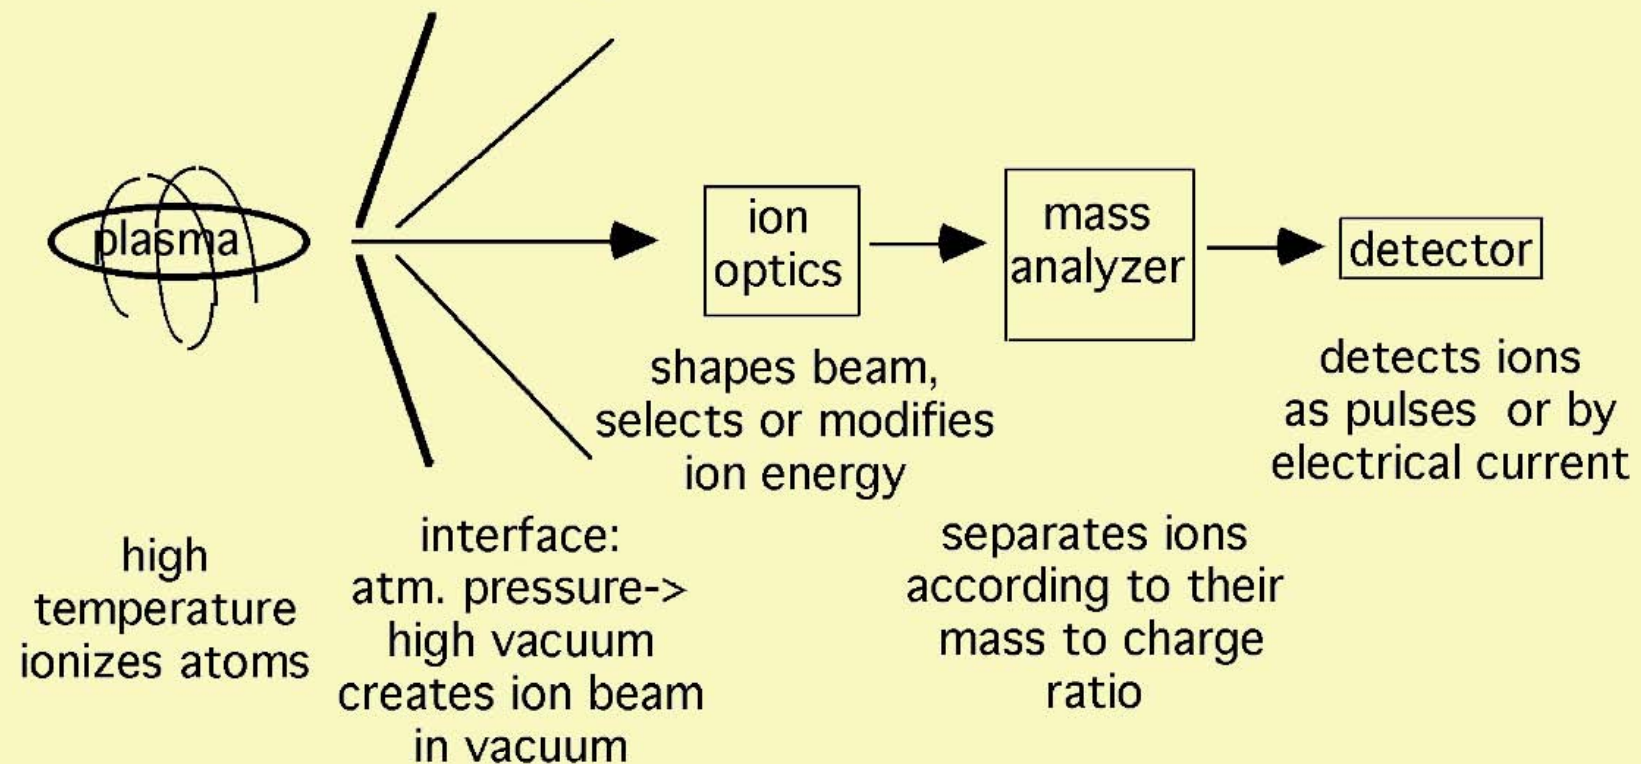 plasma
ion
optics
mass
analyzer
detector
shapes beam,
selects or modifies
ion energy
detects ions
as pulses or by
electrical current
high
temperature
ionizes atoms
interface:
atm. pressure->
high vacuum
creates ion beam
in vacuum
separates ions
according to their
mass to charge
ratio